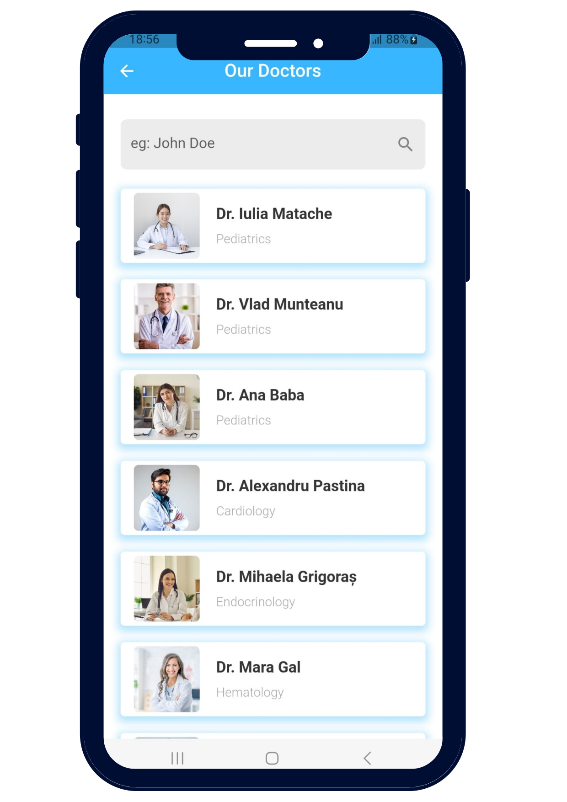 18:56 88%
Our Doctors
eg: John Doe
Dr. Iulia Matache
Pediatrics
Dr. Vlad Munteanu
Pediatrics
Dr. Ana Baba
Pediatrics
Dr. Alexandru Pastina
Cardiology
Dr. Mihaela Grigoraș
Endocrinology
Dr. Mara Gal
Hematology